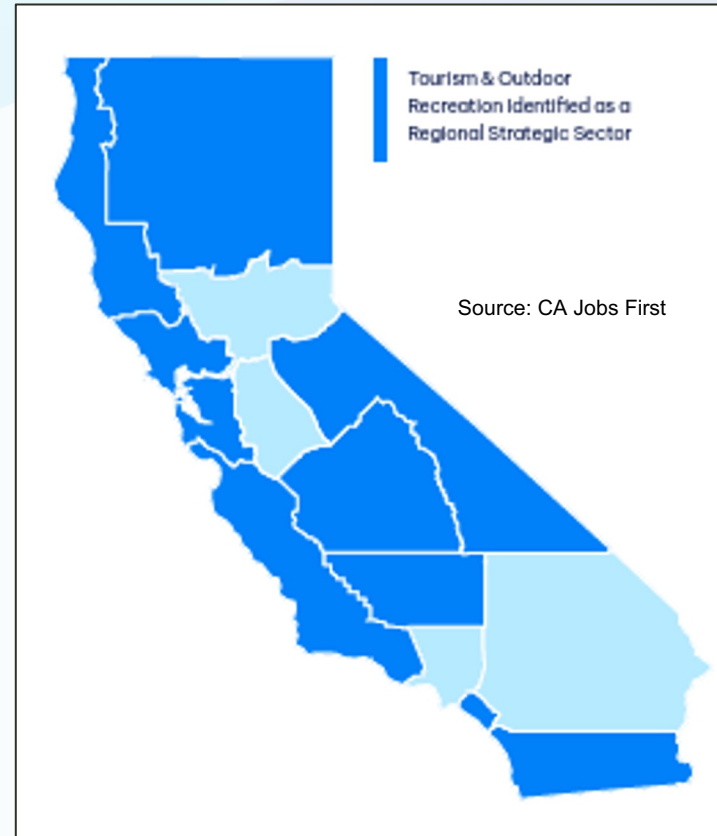 Tourism & Outdoor
Recreation Identified as a
Regional Strategic Sector
Source: CA Jobs First